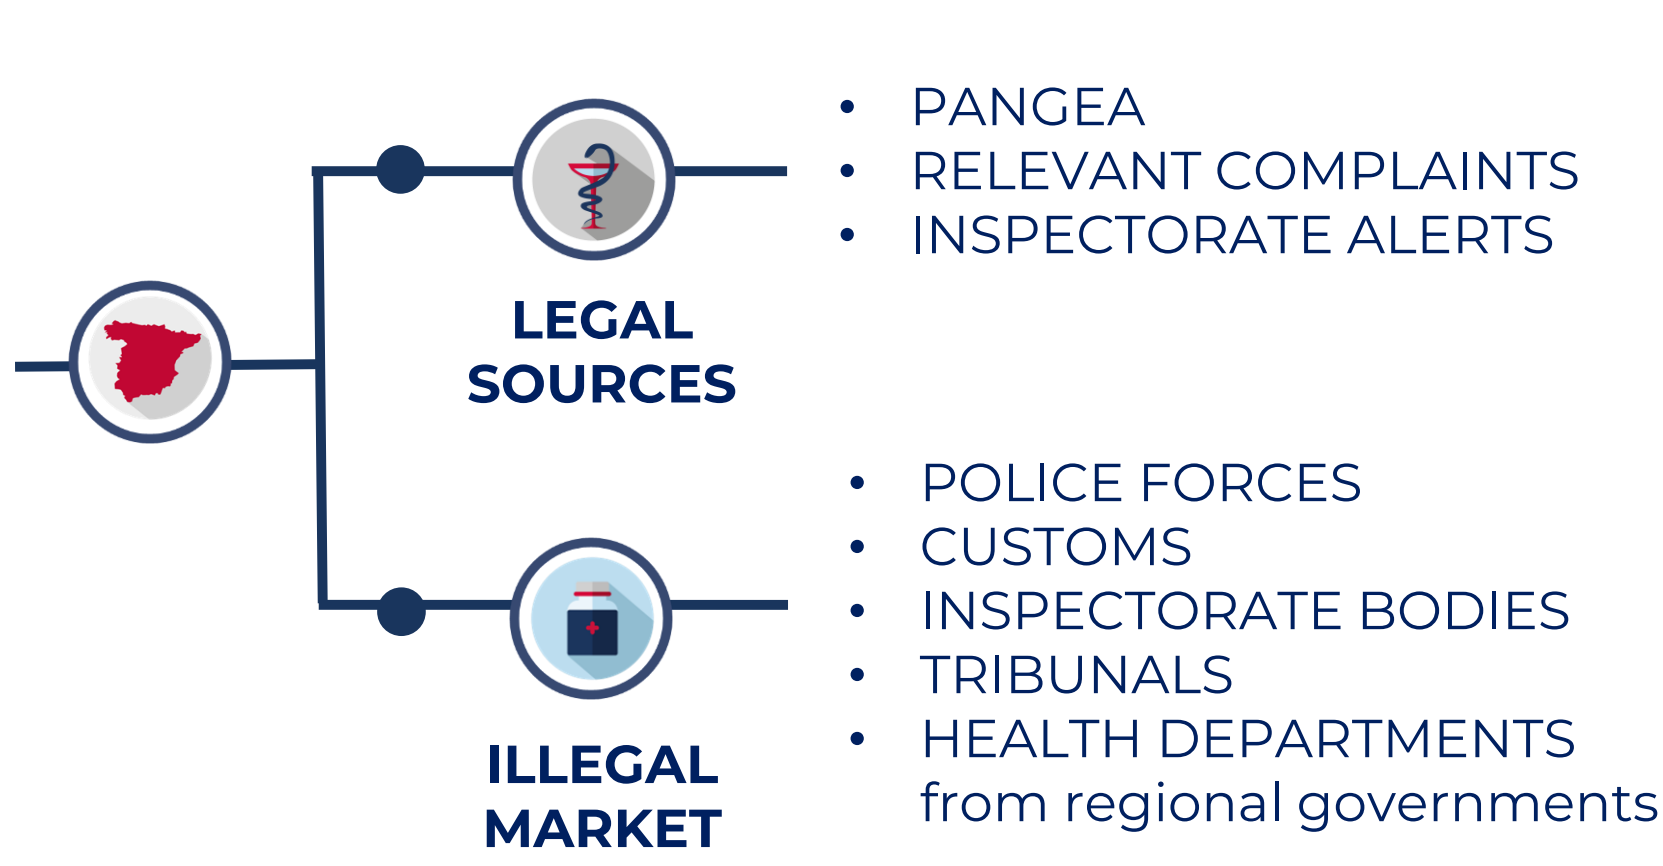 LEGAL
SOURCES
• PANGEA
• RELEVANT COMPLAINTS
• INSPECTORATE ALERTS
ILLEGAL
MARKET
• POLICE FORCES
• CUSTOMS
• INSPECTORATE BODIES
• TRIBUNALS
• HEALTH DEPARTMENTS
from regional governments